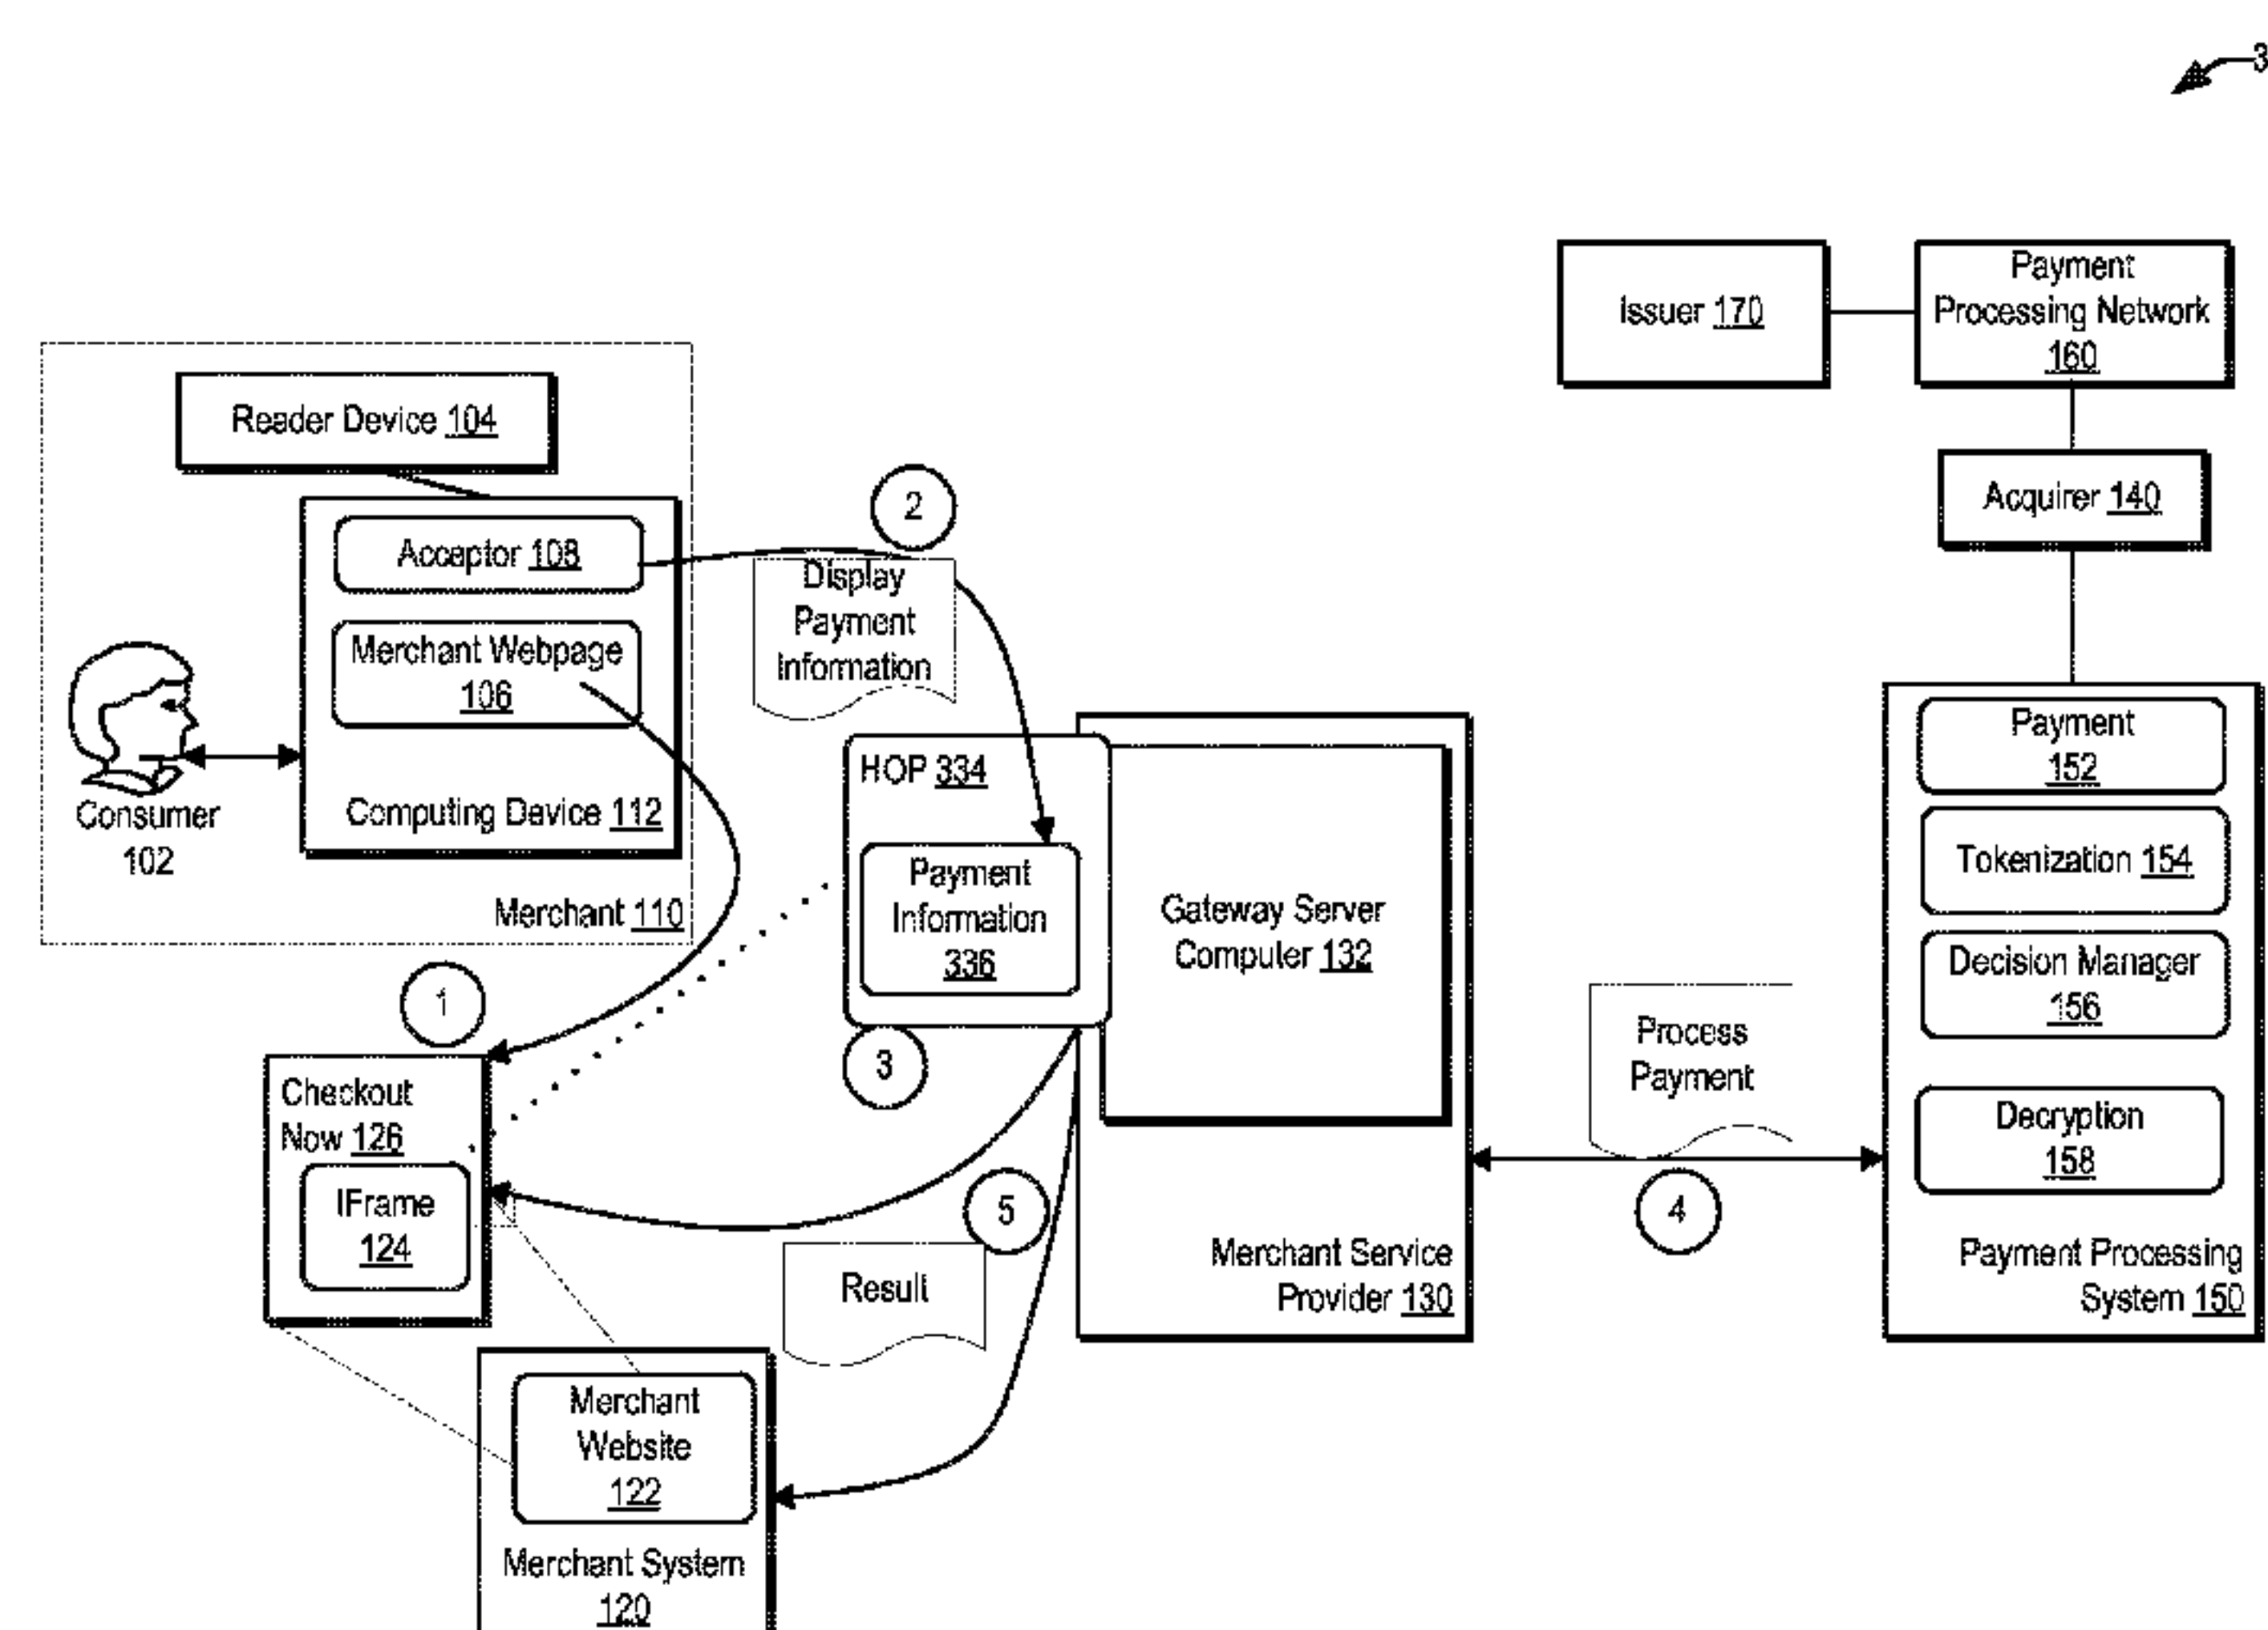 3
Issuer 170
Payment
Processing Network
160
Reader Device 104
Acquirer 140
2
Acceptor 108
Display
Payment
Information
Merchant Webpage
106
Payment
152
HOP 334
Computing Device 112
Consumer
102
Tokenization 154
Payment
Information
336
Gateway Server
Computer 132
Merchant 110
Decision Manager
156
1
3
Process
Payment
Checkout
Now 126
Decryption
158
IFrame
124
5
4
Result
Merchant Service
Provider 130
Payment Processing
System 150
Merchant
Website
122
Merchant System
120